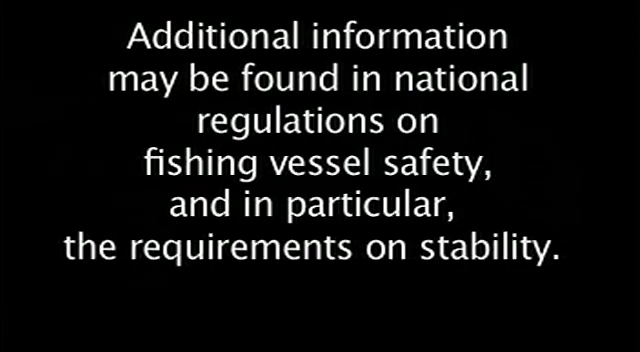 Additional information
may be found in national
regulations on
fishing vessel safety,
and in particular,
the requirements on stability.